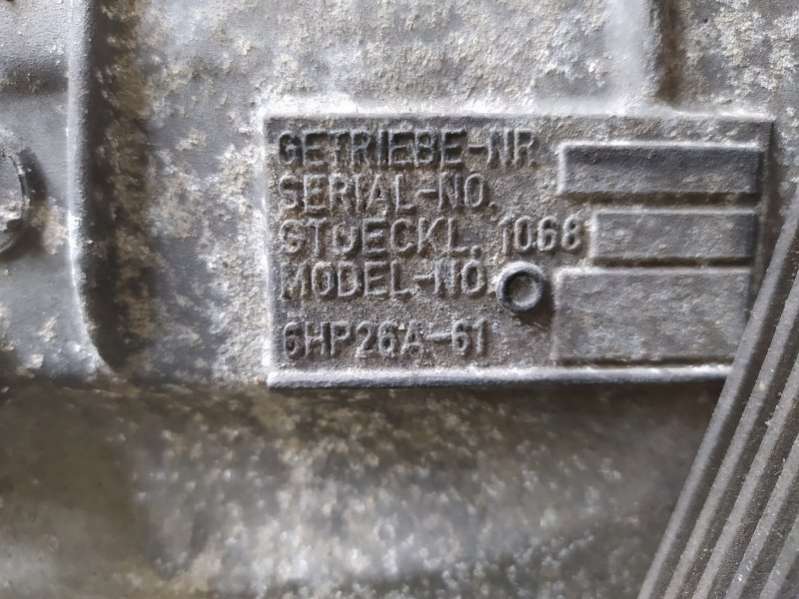 GETRIEBE-NR.
SERIAL-NO.
STUECKL. 1068
MODEL-NO.
6HP26A-61